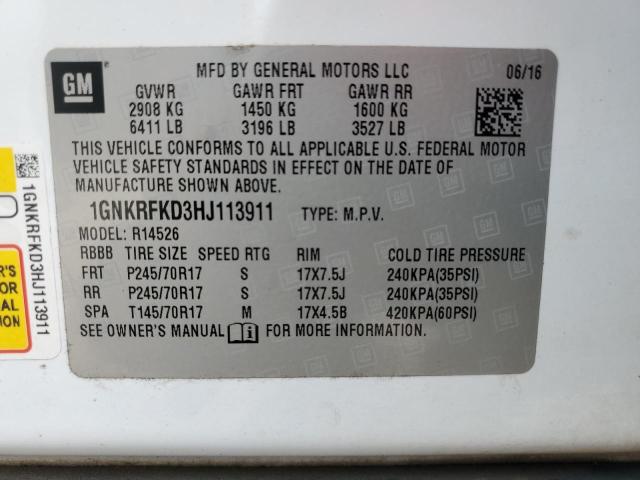 GM
MFD BY GENERAL MOTORS LLC 06/16
GVWR GAWR FRT GAWR RR
2908 KG 1450 KG 1600 KG
6411 LB 3196 LB 3527 LB
THIS VEHICLE CONFORMS TO ALL APPLICABLE U.S. FEDERAL MOTOR
VEHICLE SAFETY STANDARDS IN EFFECT ON THE DATE OF
MANUFACTURE SHOWN ABOVE.
1GNKRFKD3HJ113911 TYPE: M.P.V.
MODEL: R14526
RBBB TIRE SIZE SPEED RTG RIM COLD TIRE PRESSURE
FRT P245/70R17 S 17X7.5J 240KPA(35PSI)
RR P245/70R17 S 17X7.5J 240KPA(35PSI)
SPA T145/70R17 M 17X4.5B 420KPA(60PSI)
SEE OWNER'S MANUAL i FOR MORE INFORMATION.
1GNKRFKD3HJ113911